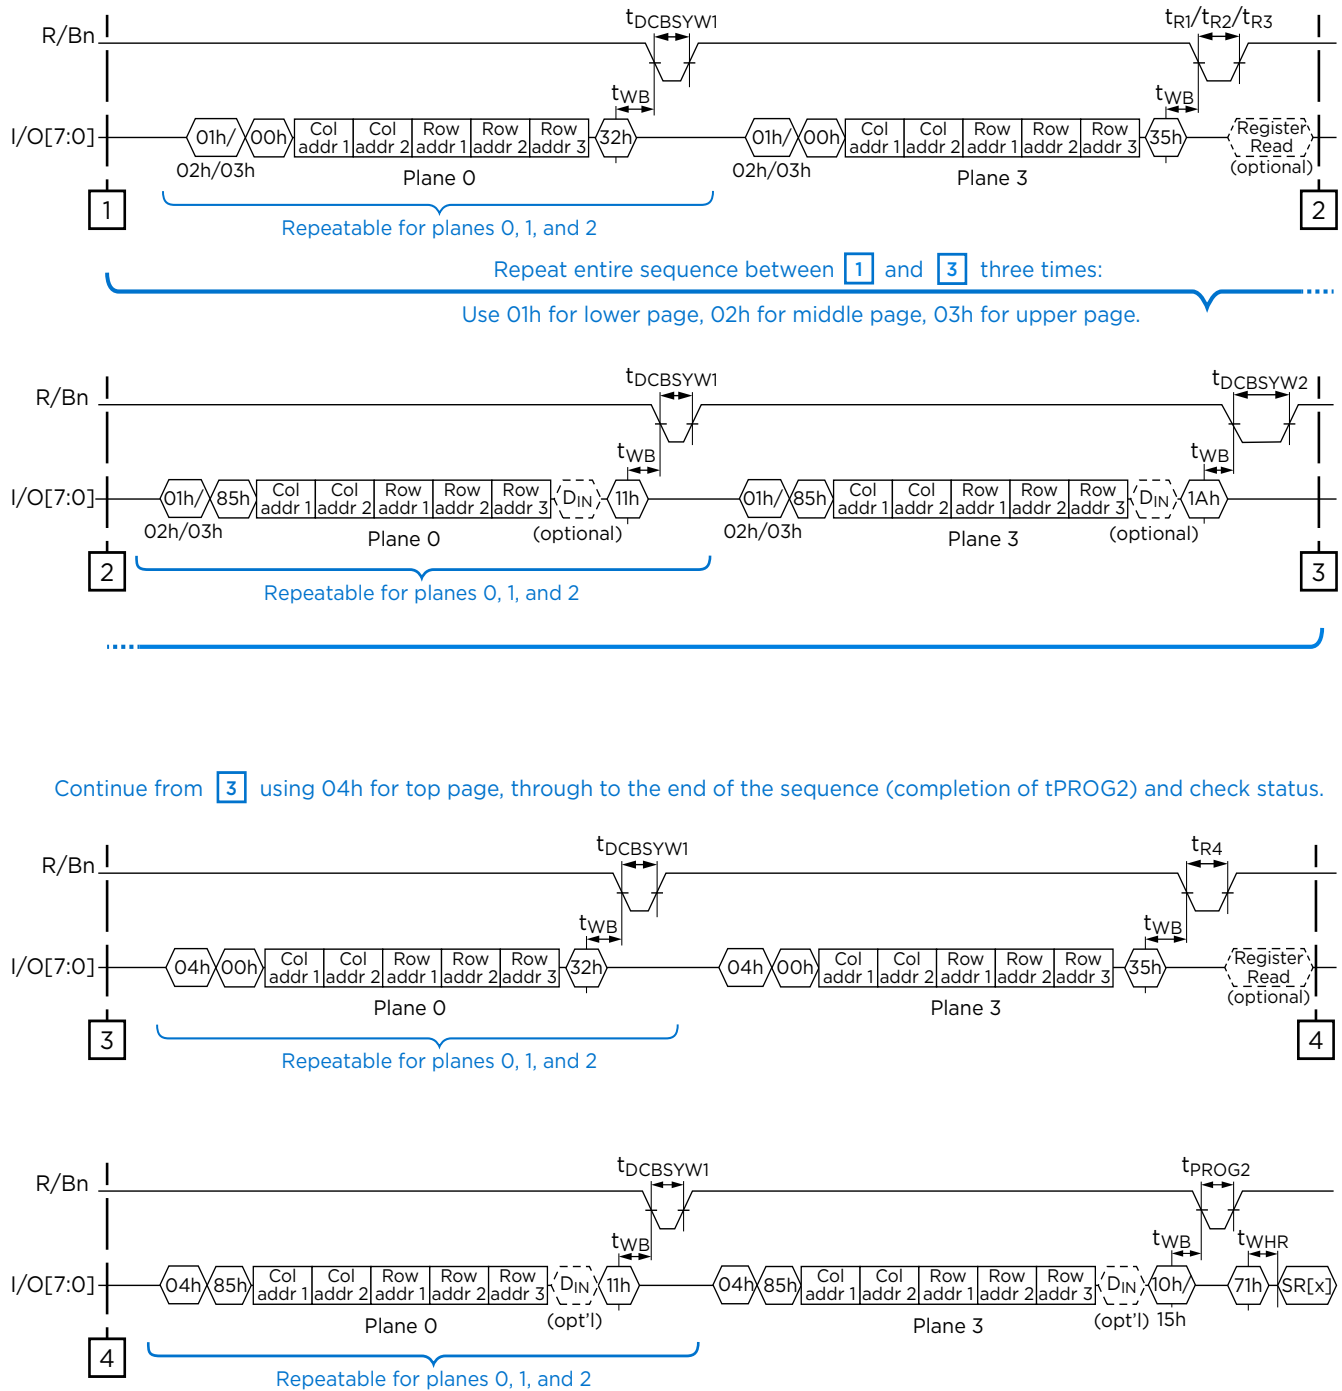 tDCBSYW1 tR1/tR2/tR3
R/Bn
tWB tWB
I/O[7:0] 01h/ 00h Col addr 1 Col addr 2 Row addr 1 Row addr 2 Row addr 3 32h 01h/ 00h Col addr 1 Col addr 2 Row addr 1 Row addr 2 Row addr 3 35h Register Read
02h/03h Plane 0 02h/03h Plane 3 (optional)
1 2
Repeatable for planes 0, 1, and 2
Repeat entire sequence between 1 and 3 three times:
Use 01h for lower page, 02h for middle page, 03h for upper page.
tDCBSYW1 tDCBSYW2
R/Bn
tWB tWB
I/O[7:0] 01h/ 85h Col addr 1 Col addr 2 Row addr 1 Row addr 2 Row addr 3 DIN 11h 01h/ 85h Col addr 1 Col addr 2 Row addr 1 Row addr 2 Row addr 3 DIN 1Ah
02h/03h Plane 0 (optional) 02h/03h Plane 3 (optional)
2 3
Repeatable for planes 0, 1, and 2
Continue from 3 using 04h for top page, through to the end of the sequence (completion of tPROG2) and check status.
tDCBSYW1 tR4
R/Bn
tWB tWB
I/O[7:0] 04h 00h Col addr 1 Col addr 2 Row addr 1 Row addr 2 Row addr 3 32h 04h 00h Col addr 1 Col addr 2 Row addr 1 Row addr 2 Row addr 3 35h Register Read
Plane 0 Plane 3 (optional)
3 4
Repeatable for planes 0, 1, and 2
tDCBSYW1 tPROG2
R/Bn
tWB tWB tWHR
I/O[7:0] 04h 85h Col addr 1 Col addr 2 Row addr 1 Row addr 2 Row addr 3 DIN 11h 04h 85h Col addr 1 Col addr 2 Row addr 1 Row addr 2 Row addr 3 DIN 10h/ 71h SR[x]
Plane 0 (opt'l) Plane 3 (opt'l) 15h
4
Repeatable for planes 0, 1, and 2